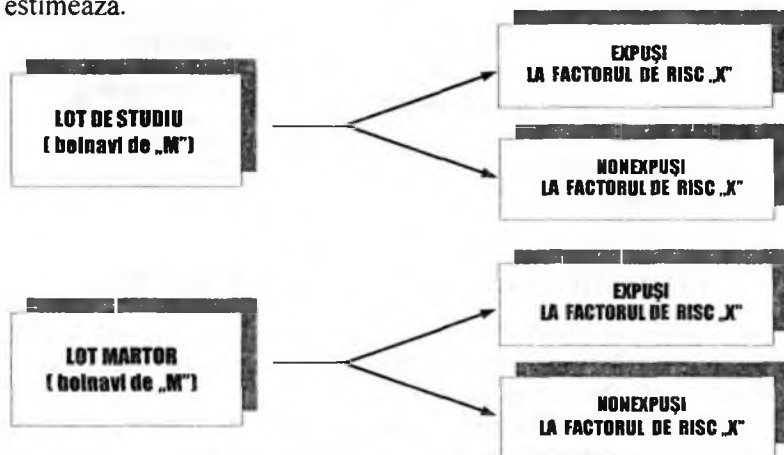 estimează.
EXPUȘI
LA FACTORUL DE RISC „X”
LOT DE STUDIU
( bolnavi de „M”)
NONEXPUȘI
LA FACTORUL DE RISC „X”
EXPUȘI
LA FACTORUL DE RISC „X”
LOT MARTOR
( bolnavi de „M”)
NONEXPUȘI
LA FACTORUL DE RISC „X”